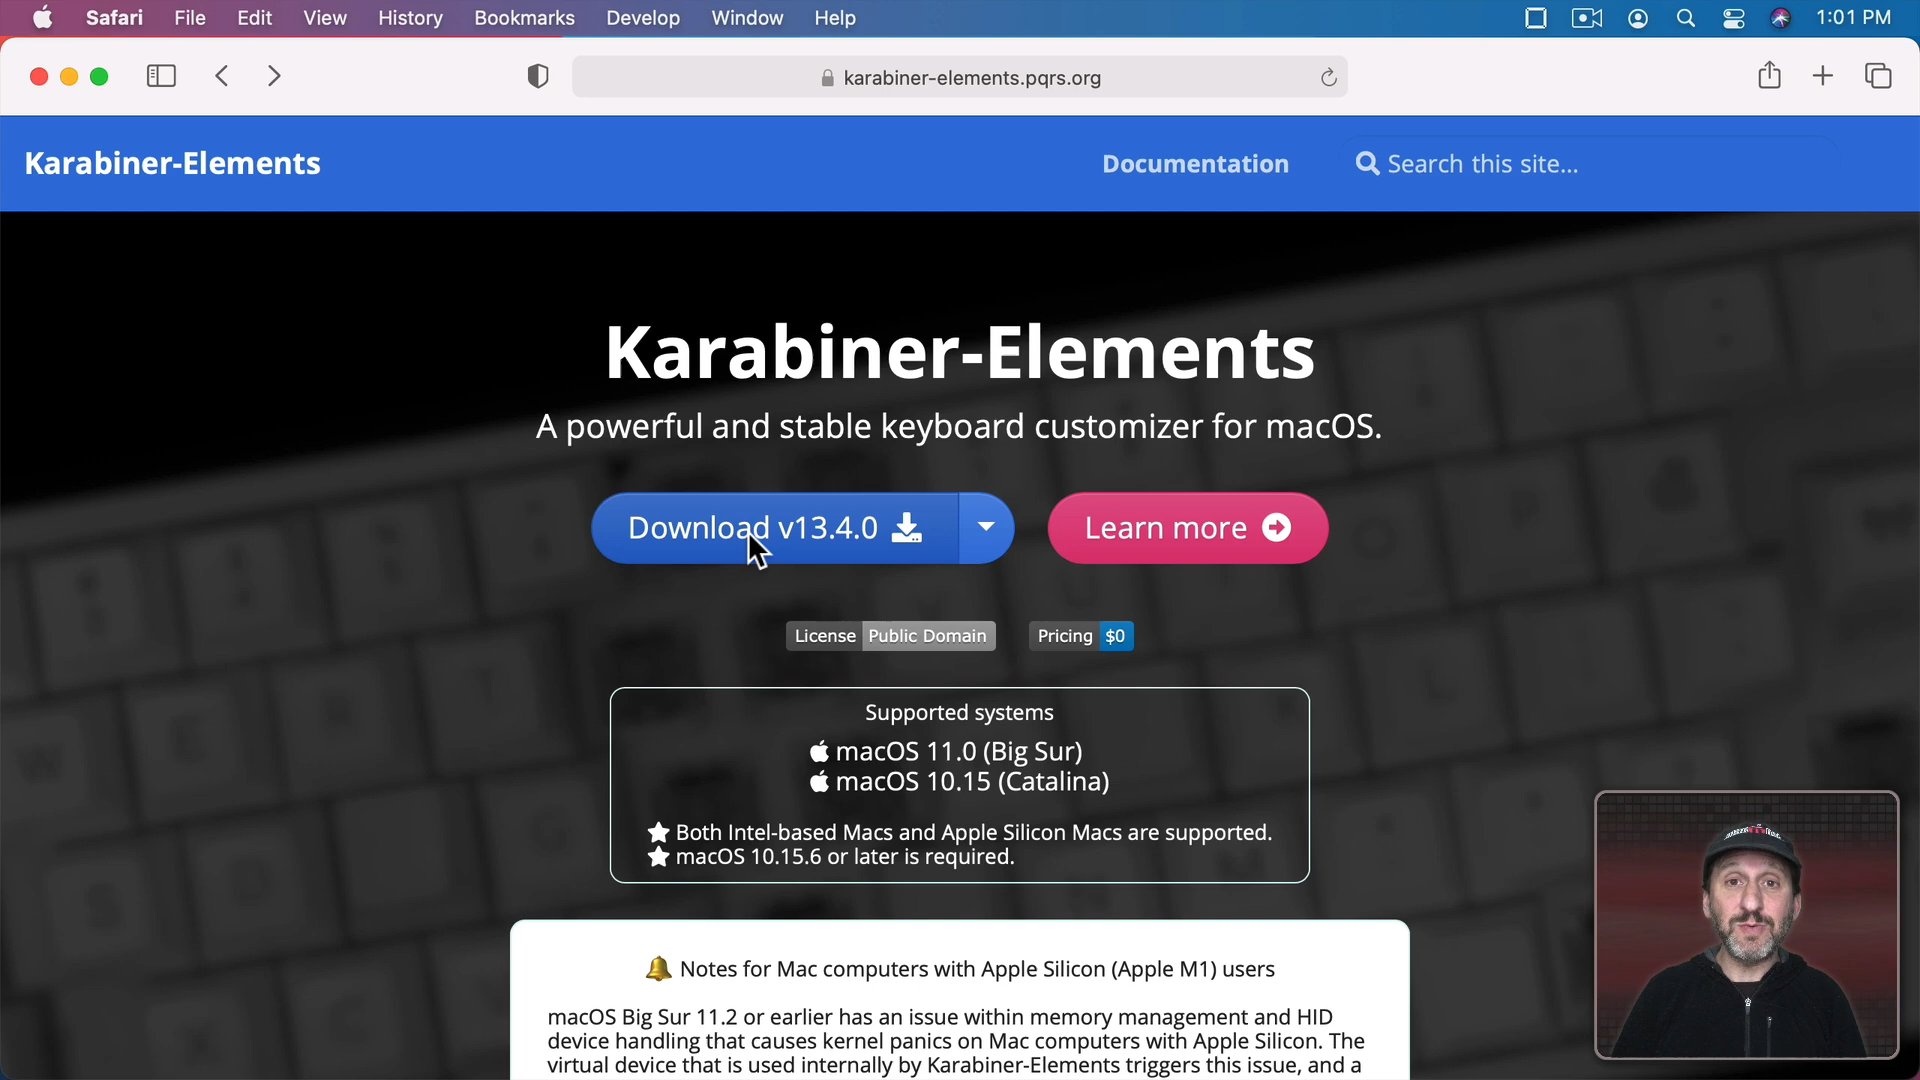 Safari File Edit View History Bookmarks Develop Window Help 1:01 PM
karabiner-elements.pqrs.org
Karabiner-Elements Documentation Search this site...
Karabiner-Elements
A powerful and stable keyboard customizer for macOS.
Download v13.4.0 Learn more
License Public Domain Pricing $0
Supported systems
macOS 11.0 (Big Sur)
macOS 10.15 (Catalina)
Both Intel-based Macs and Apple Silicon Macs are supported.
macOS 10.15.6 or later is required.
Notes for Mac computers with Apple Silicon (Apple M1) users
macOS Big Sur 11.2 or earlier has an issue within memory management and HID
device handling that causes kernel panics on Mac computers with Apple Silicon. The
virtual device that is used internally by Karabiner-Elements triggers this issue, and a